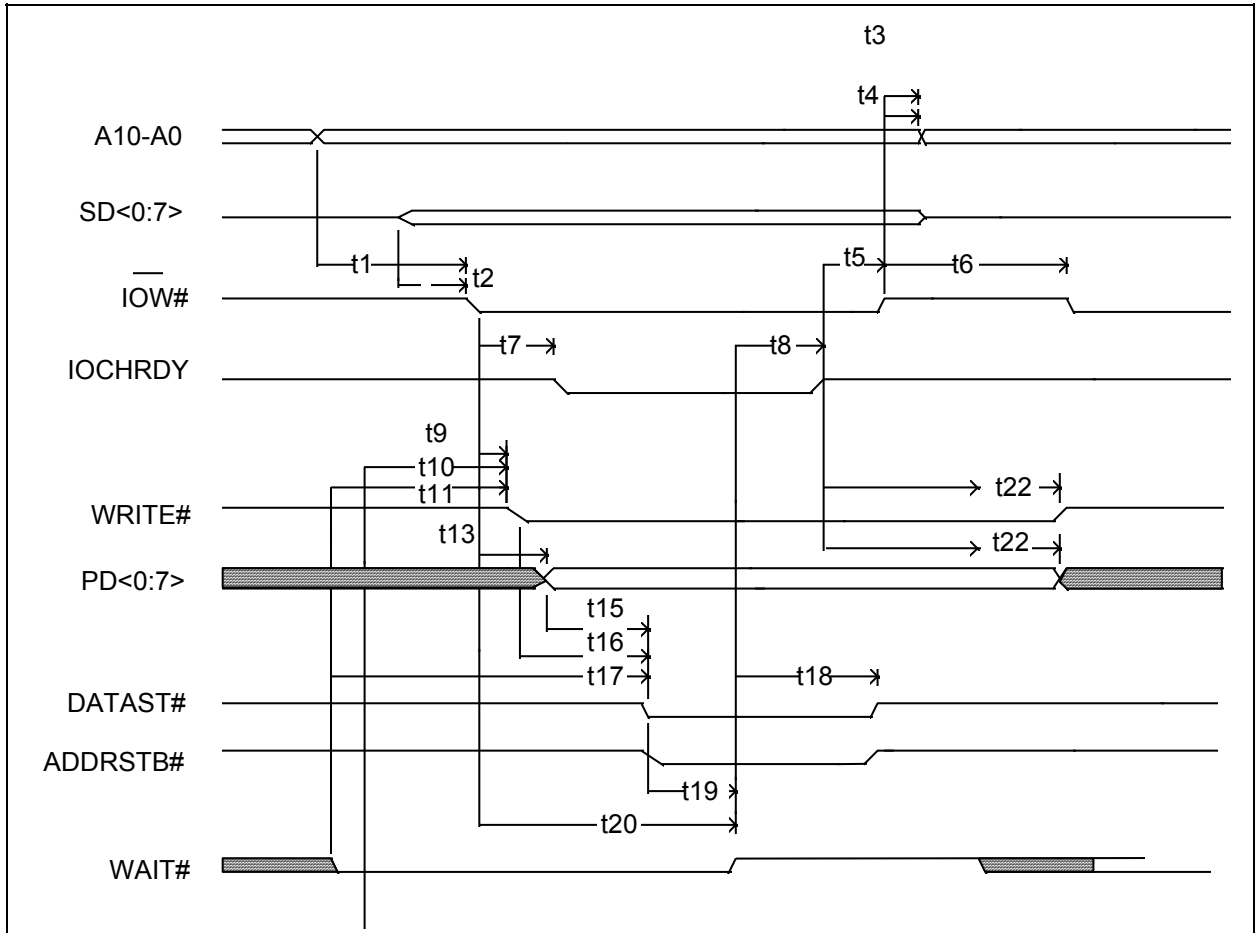 t3
t4
A10-A0
SD<0:7>
t1
t2
t5
t6
IOW#
t7
t8
IOCHRDY
t9
t10
t11
t22
WRITE#
t13
t22
PD<0:7>
t15
t16
t17
t18
DATAST#
ADDRSTB#
t19
t20
WAIT#